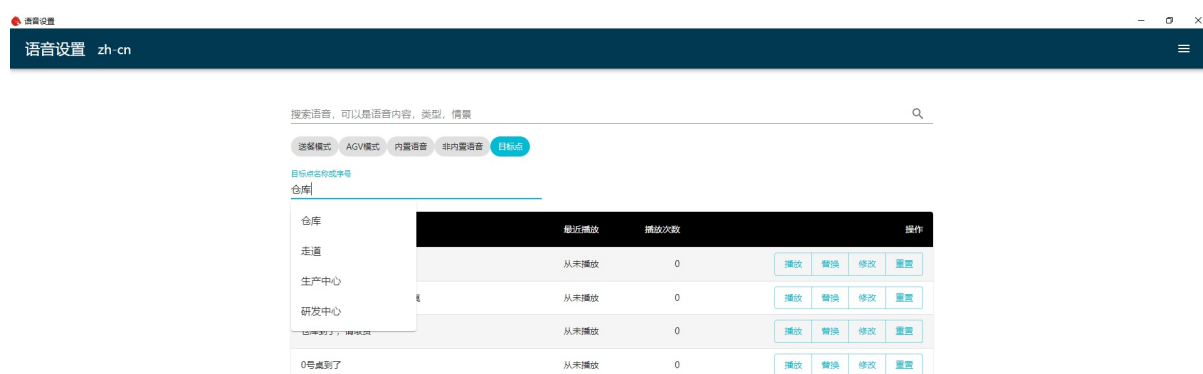 语音设置
语音设置 zh-cn
搜索语音，可以是语音内容，类型，情景
送餐模式 AGV模式 内置语音 非内置语音 目标点
目标点名称或序号
仓库
仓库
走道
生产中心
研发中心
最近播放 播放次数 操作
从未播放 0 播放 替换 修改 重置
从未播放 0 播放 替换 修改 重置
仓库到了，请取货 从未播放 0 播放 替换 修改 重置
0号桌到了 从未播放 0 播放 替换 修改 重置